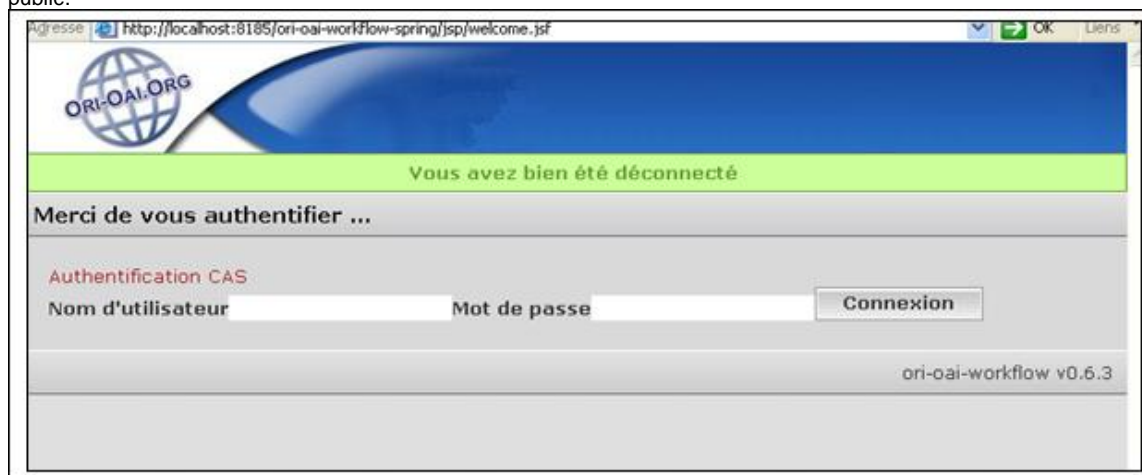 public.
Adresse http://localhost:8185/ori-oai-workflow-spring/jsp/welcome.jsf OK Liens
ORI-OAI.ORG
Vous avez bien été déconnecté
Merci de vous authentifier ...
Authentification CAS
Nom d'utilisateur Mot de passe Connexion
ori-oai-workflow v0.6.3